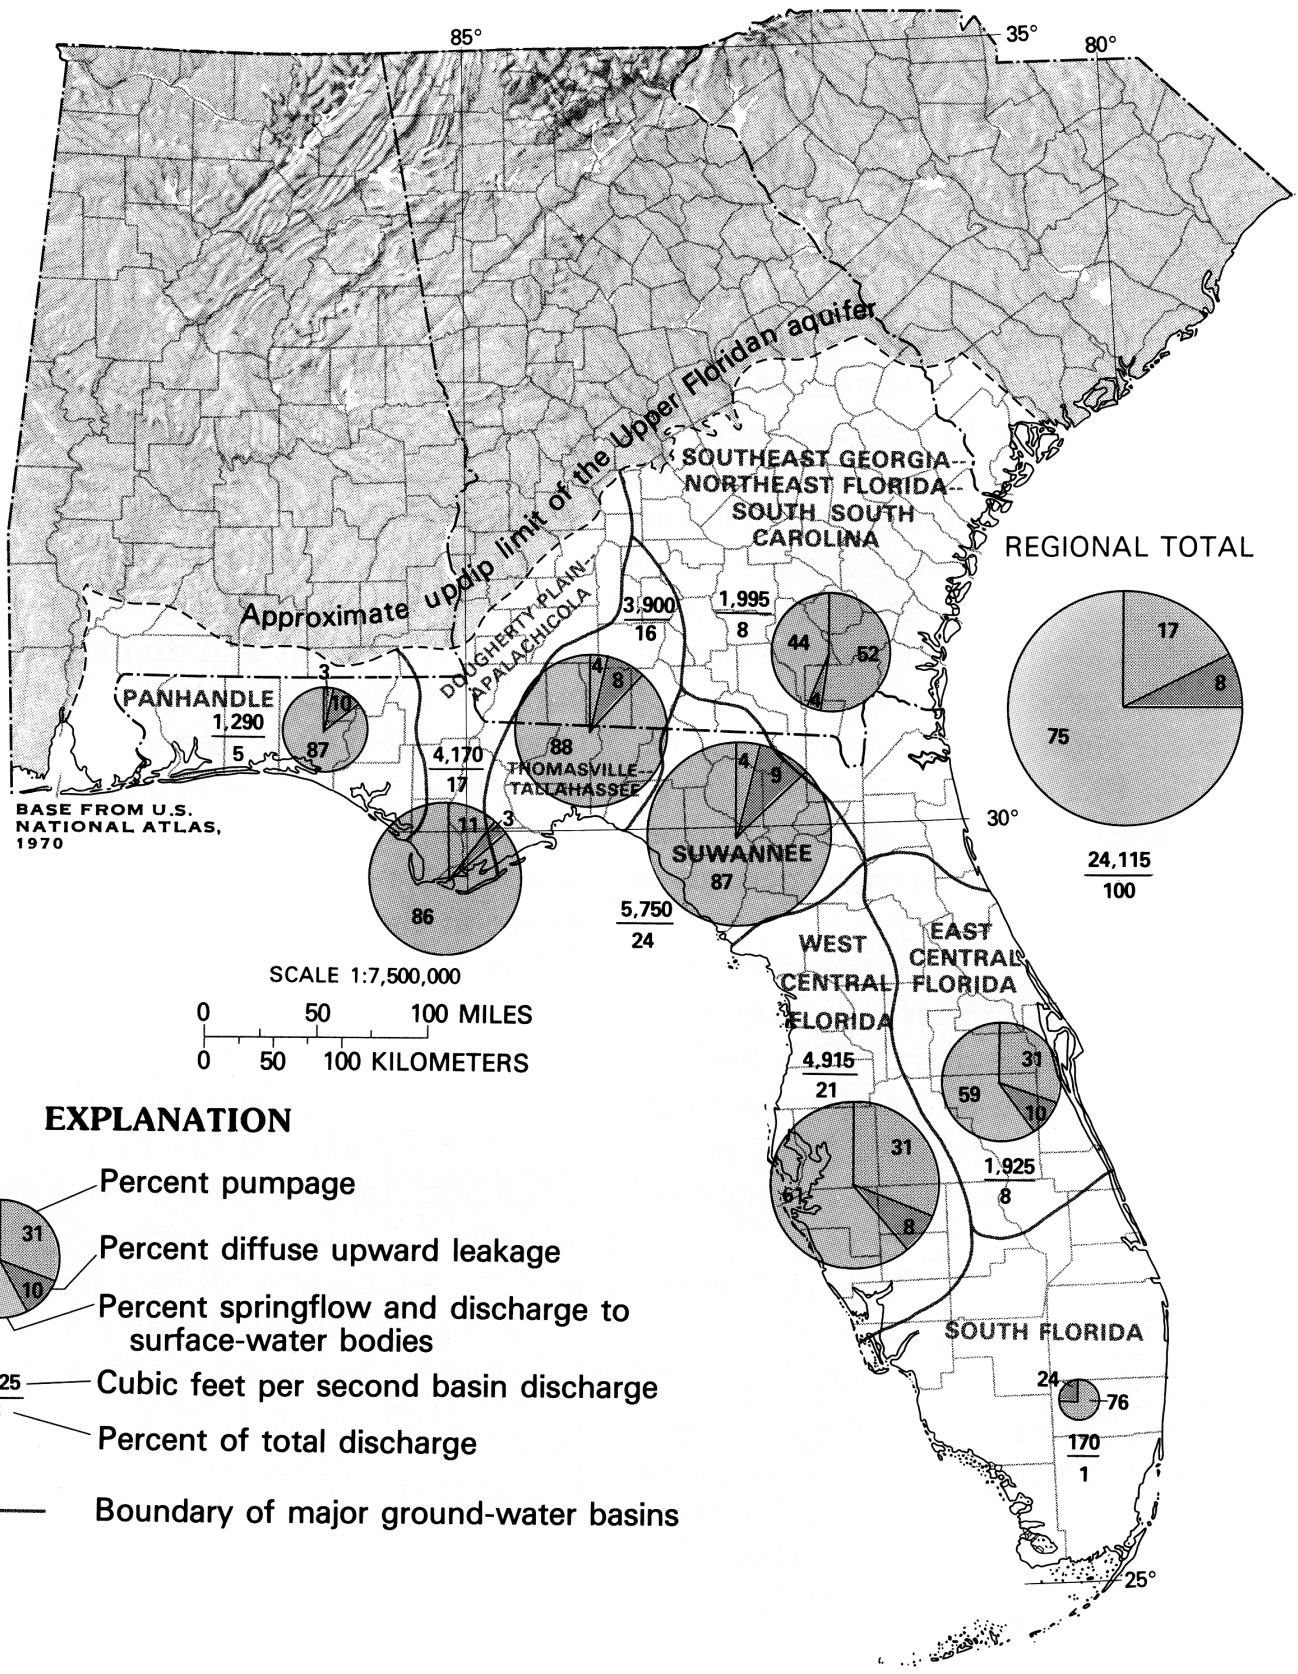 85°
35°
80°
Approximate updip limit of the Upper Floridan aquifer
SOUTHEAST GEORGIA--
NORTHEAST FLORIDA--
SOUTH SOUTH
CAROLINA
REGIONAL TOTAL
DOUGHERTY PLAIN--
APALACHICOLA
3,900
16
1,995
8
44
52
4
17
8
75
24,115
100
PANHANDLE
1,290
5
3
10
87
4,170
17
11
3
86
4
8
88
THOMASVILLE--
TALLAHASSEE
4
9
SUWANNEE
87
5,750
24
30°
BASE FROM U.S.
NATIONAL ATLAS,
1970
WEST
CENTRAL
FLORIDA
4,915
21
31
61
8
EAST
CENTRAL
FLORIDA
31
59
10
1,925
8
SCALE 1:7,500,000
0 50 100 MILES
0 50 100 KILOMETERS
EXPLANATION
31
10
Percent pumpage
Percent diffuse upward leakage
Percent springflow and discharge to
surface-water bodies
25
Cubic feet per second basin discharge
Percent of total discharge
Boundary of major ground-water basins
SOUTH FLORIDA
24
76
170
1
25°